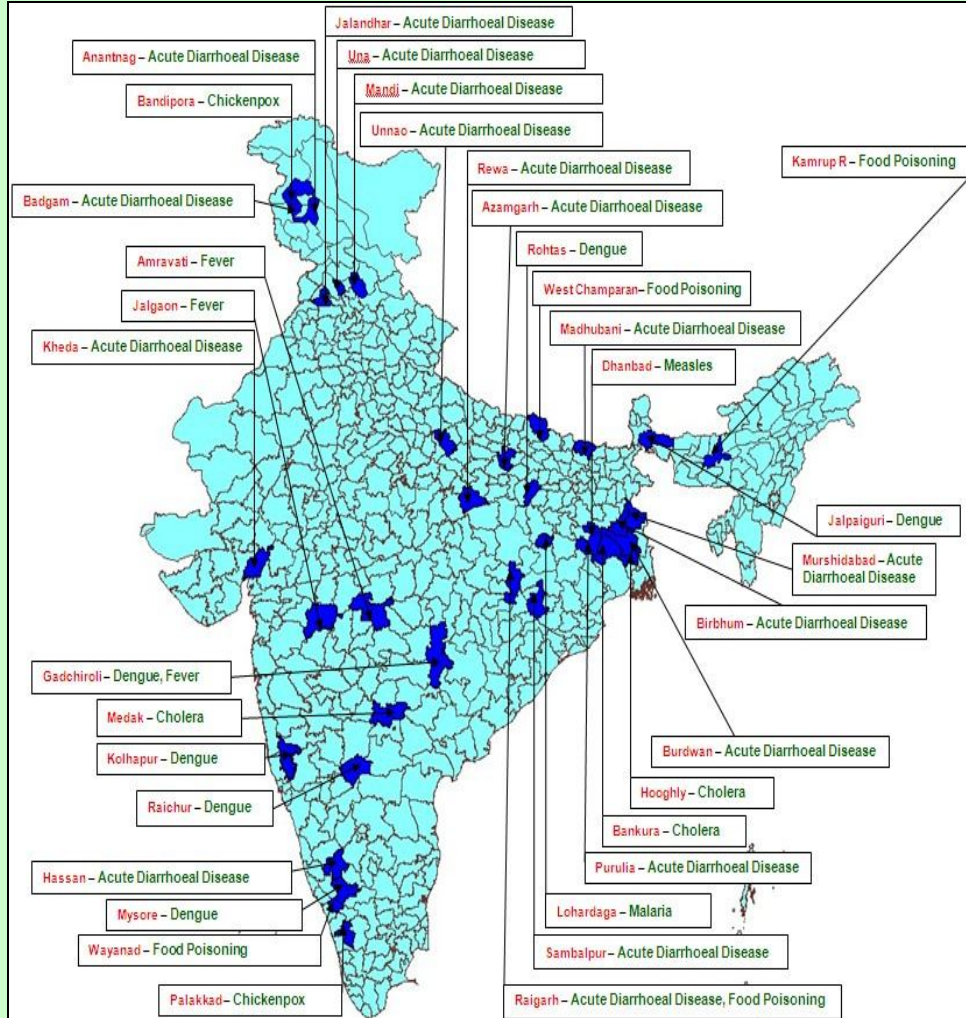 Jalandhar – Acute Diarrhoeal Disease
Anantnag – Acute Diarrhoeal Disease
Una – Acute Diarrhoeal Disease
Mandi – Acute Diarrhoeal Disease
Bandipora – Chickenpox
Unnao – Acute Diarrhoeal Disease
Rewa – Acute Diarrhoeal Disease
Kamrup R – Food Poisoning
Badgam – Acute Diarrhoeal Disease
Azamgarh – Acute Diarrhoeal Disease
Rohtas – Dengue
Amravati – Fever
West Champaran – Food Poisoning
Jalgaon – Fever
Madhubani – Acute Diarrhoeal Disease
Kheda – Acute Diarrhoeal Disease
Dhanbad – Measles
Jalpaiguri – Dengue
Murshidabad – Acute
Diarrhoeal Disease
Birbhum – Acute Diarrhoeal Disease
Gadchiroli – Dengue, Fever
Medak – Cholera
Kolhapur – Dengue
Burdwan – Acute Diarrhoeal Disease
Raichur – Dengue
Hooghly – Cholera
Bankura – Cholera
Hassan – Acute Diarrhoeal Disease
Purulia – Acute Diarrhoeal Disease
Mysore – Dengue
Lohardaga – Malaria
Wayanad – Food Poisoning
Sambalpur – Acute Diarrhoeal Disease
Palakkad – Chickenpox
Raigarh – Acute Diarrhoeal Disease, Food Poisoning